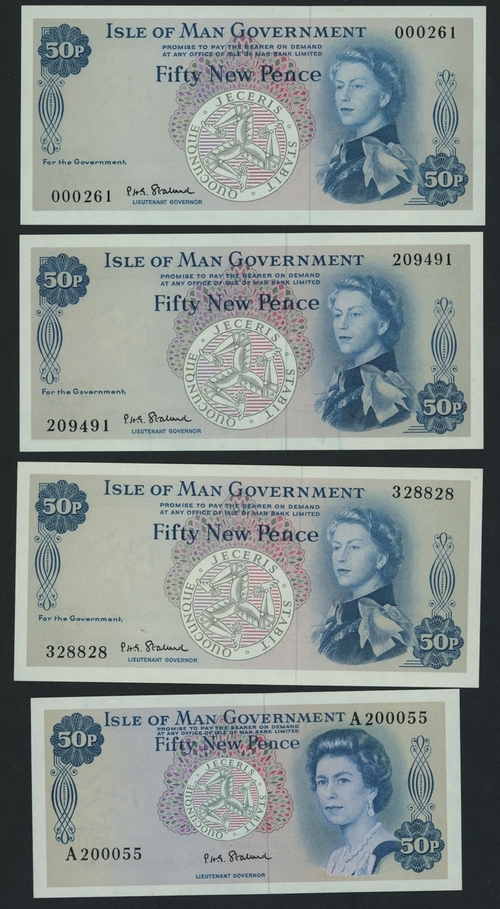 50P ISLE OF MAN GOVERNMENT 000261
PROMISE TO PAY THE BEARER ON DEMAND
AT ANY OFFICE OF ISLE OF MAN BANK LIMITED
Fifty New Pence
QUOCUNQUE · JECERIS · STABIT ·
For the Government,
50P
000261 P.H.G. Stallard
LIEUTENANT GOVERNOR
50P ISLE OF MAN GOVERNMENT 209491
PROMISE TO PAY THE BEARER ON DEMAND
AT ANY OFFICE OF ISLE OF MAN BANK LIMITED
Fifty New Pence
QUOCUNQUE · JECERIS · STABIT ·
For the Government,
50P
209491 P.H.G. Stallard
LIEUTENANT GOVERNOR
50P ISLE OF MAN GOVERNMENT 328828
PROMISE TO PAY THE BEARER ON DEMAND
AT ANY OFFICE OF ISLE OF MAN BANK LIMITED
Fifty New Pence
QUOCUNQUE · JECERIS · STABIT ·
For the Government,
50P
328828 P.H.G. Stallard
LIEUTENANT GOVERNOR
50P ISLE OF MAN GOVERNMENT A200055
PROMISE TO PAY THE BEARER ON DEMAND
AT ANY OFFICE OF ISLE OF MAN BANK LIMITED
Fifty New Pence
QUOCUNQUE · JECERIS · STABIT ·
50P
A200055 P.H.G. Stallard
LIEUTENANT GOVERNOR